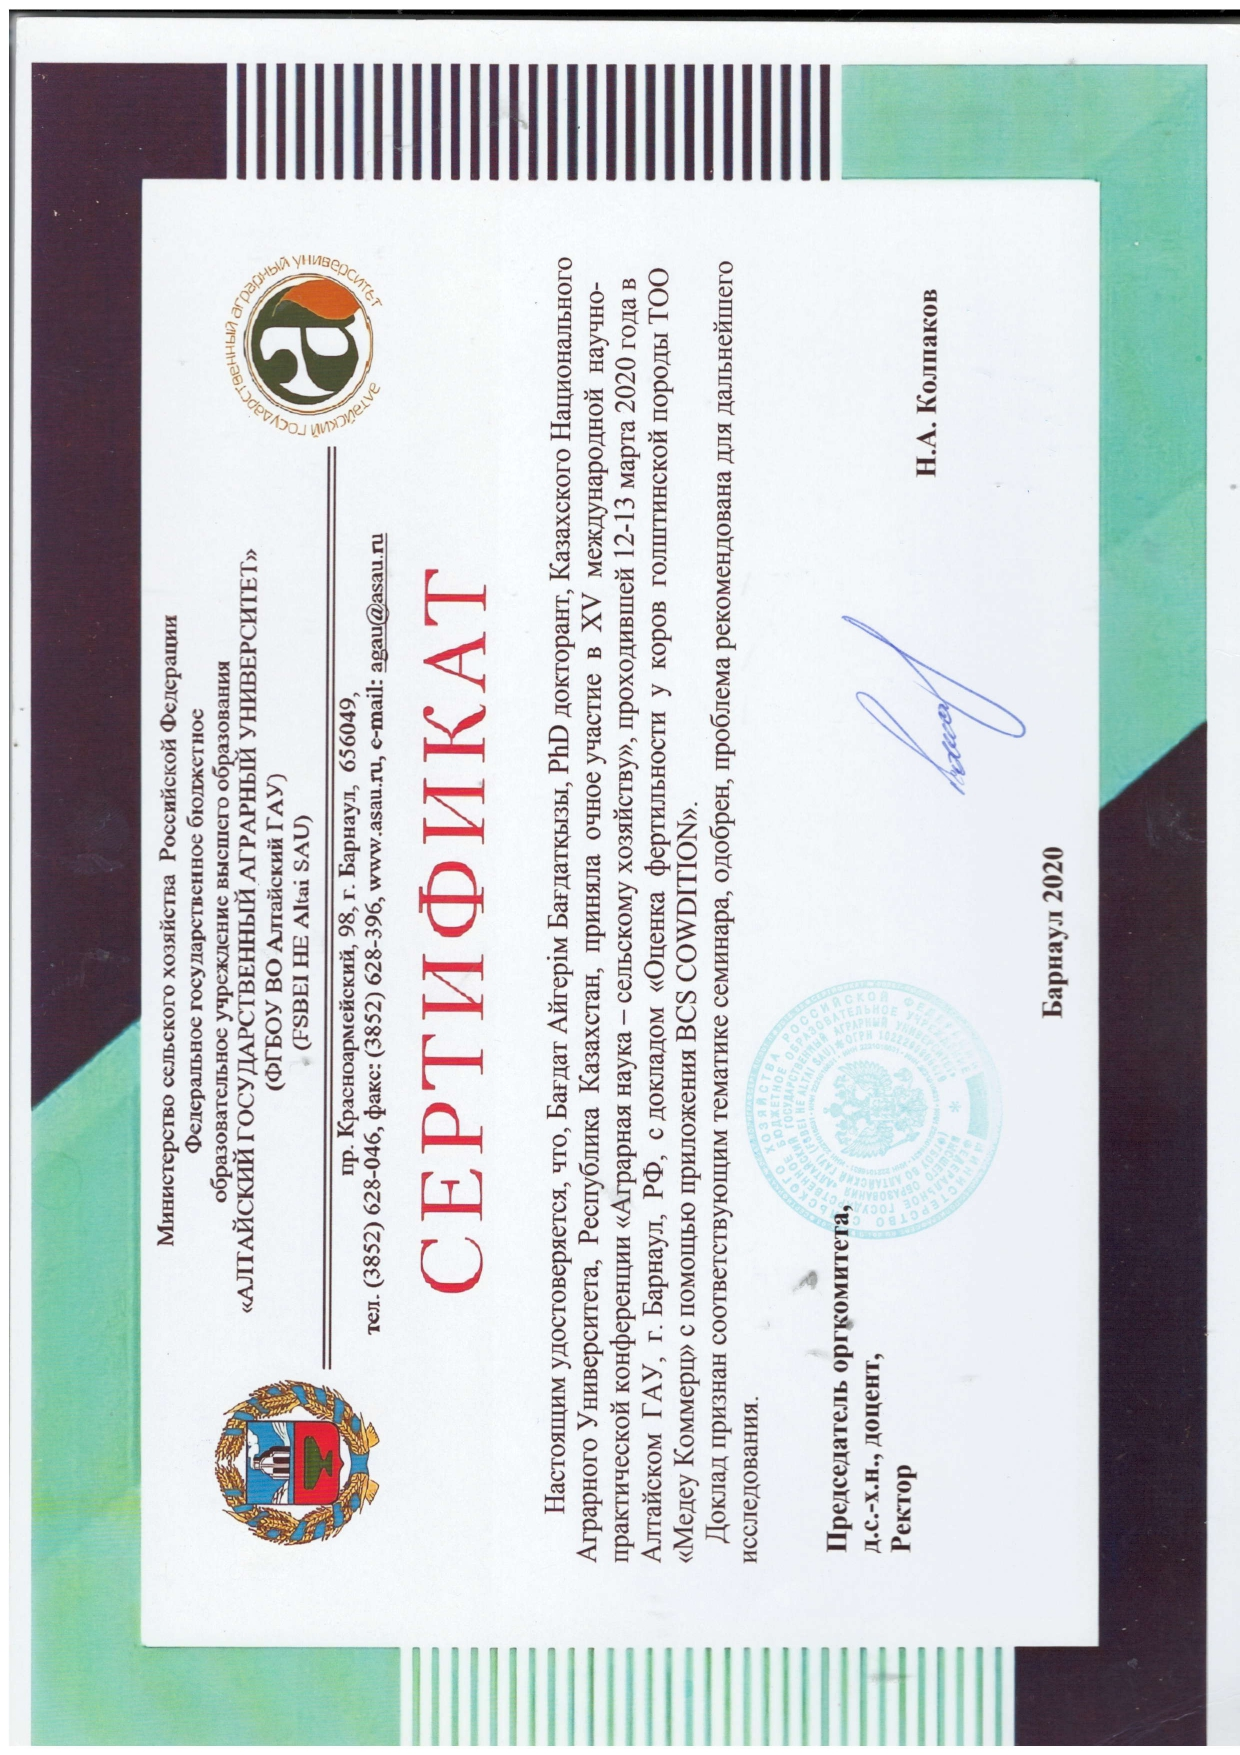 Министерство сельского хозяйства Российской Федерации
Федеральное государственное бюджетное
образовательное учреждение высшего образования
«АЛТАЙСКИЙ ГОСУДАРСТВЕННЫЙ АГРАРНЫЙ УНИВЕРСИТЕТ»
(ФГБОУ ВО Алтайский ГАУ)
(FSBEI HE Altai SAU)
алтайский государственный аграрный университет
пр. Красноармейский, 98, г. Барнаул, 656049,
тел. (3852) 628-046, факс: (3852) 628-396, www.asau.ru, e-mail: agau@asau.ru
СЕРТИФИКАТ
Настоящим удостоверяется, что, Бағдат Айгерім Бағдатқызы, PhD докторант, Казахского Национального
Аграрного Университета, Республика Казахстан, приняла очное участие в XV международной научно-
практической конференции «Аграрная наука – сельскому хозяйству», проходившей 12-13 марта 2020 года в
Алтайском ГАУ, г. Барнаул, РФ, с докладом «Оценка фертильности у коров голштинской породы ТОО
«Медеу Коммерц» с помощью приложения BCS COWDITION».
Доклад признан соответствующим тематике семинара, одобрен, проблема рекомендована для дальнейшего
исследования.
Председатель оргкомитета,
д.с.-х.н., доцент,
Ректор
Н.А. Колпаков
Барнаул 2020